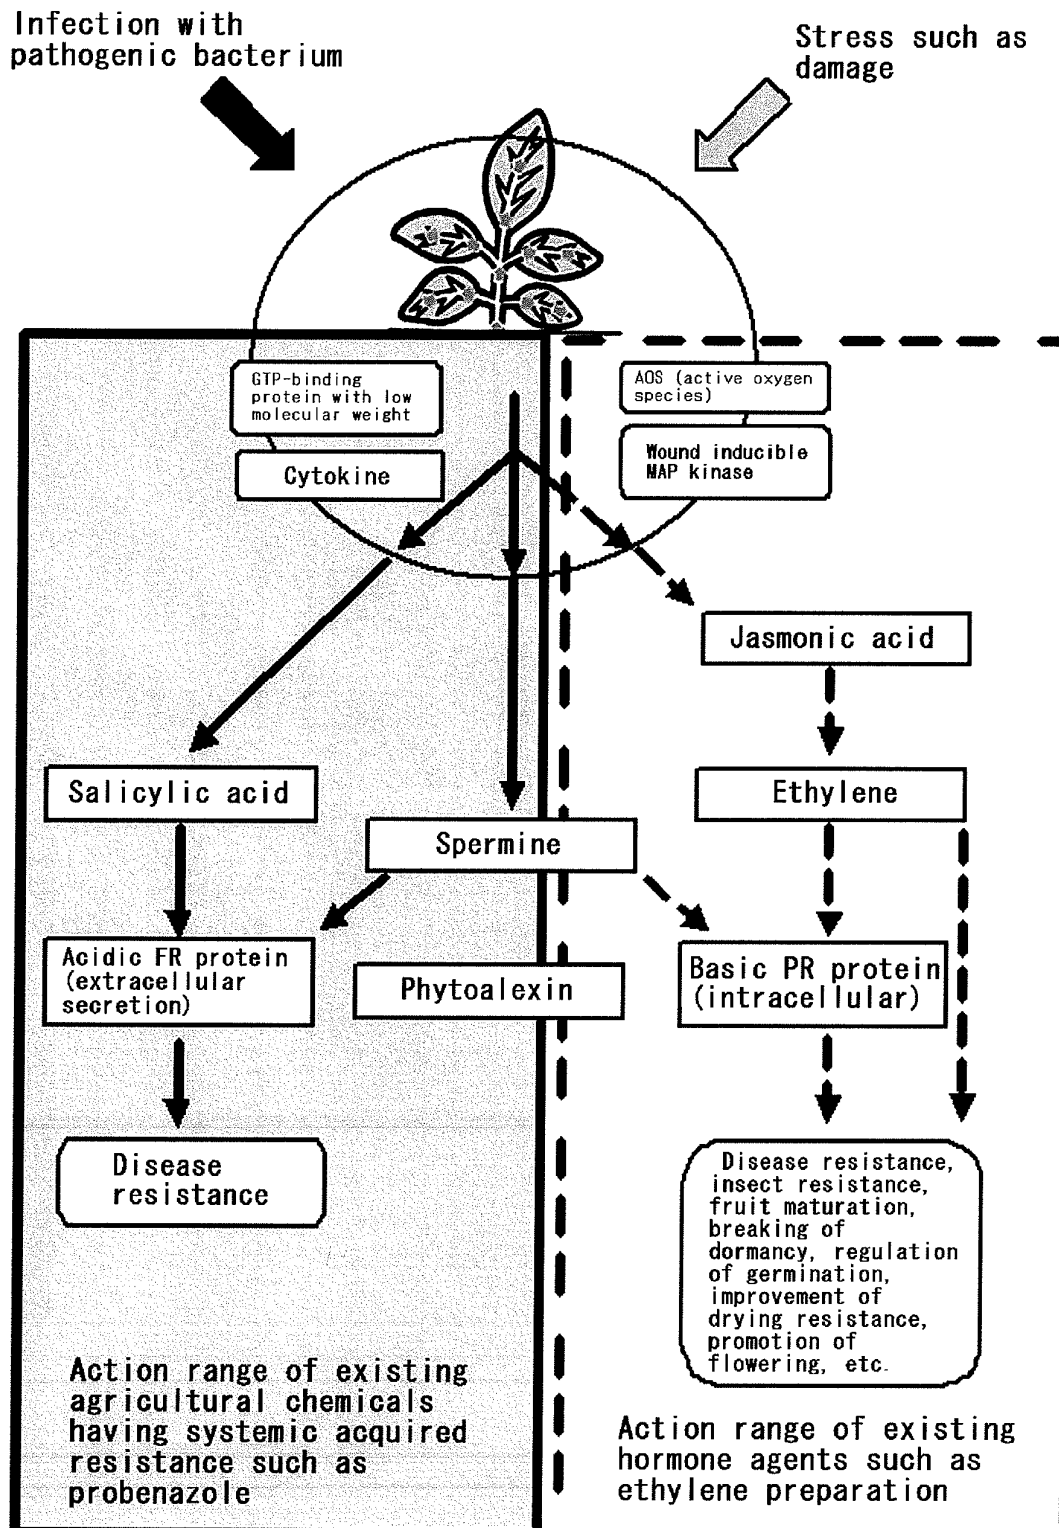 Infection with
pathogenic bacterium
Stress such as
damage
GTP-binding
protein with low
molecular weight
Cytokine
AOS (active oxygen
species)
Wound inducible
MAP kinase
Jasmonic acid
Salicylic acid
Ethylene
Spermine
Acidic FR protein
(extracellular
secretion)
Phytoalexin
Basic PR protein
(intracellular)
Disease
resistance
Disease resistance,
insect resistance,
fruit maturation,
breaking of
dormancy, regulation
of germination,
improvement of
drying resistance,
promotion of
flowering, etc.
Action range of existing
agricultural chemicals
having systemic acquired
resistance such as
probenazole
Action range of existing
hormone agents such as
ethylene preparation